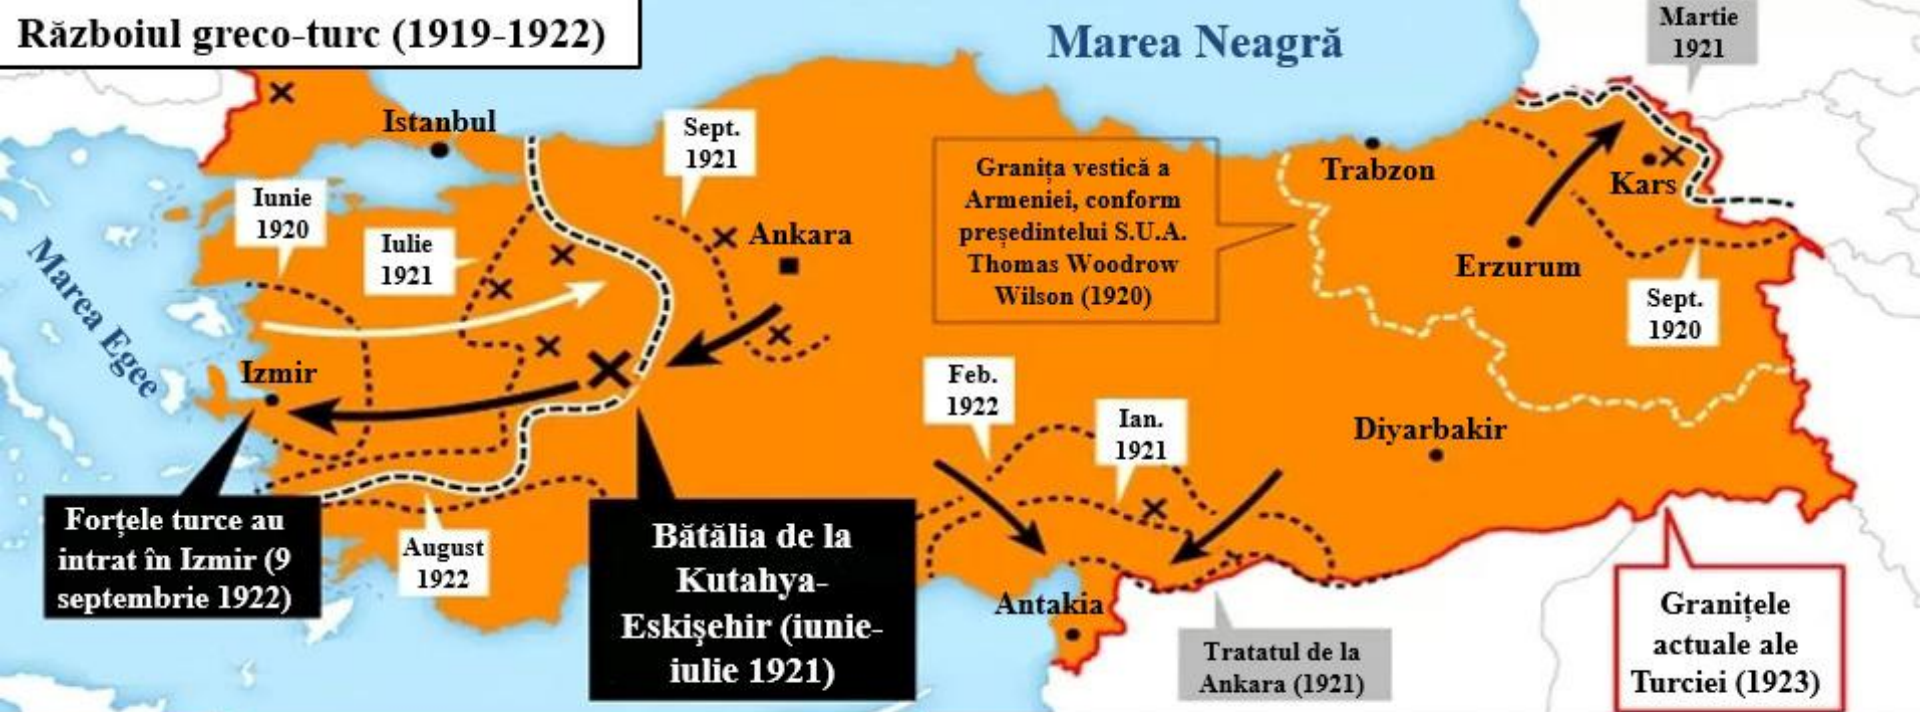 Războiul greco-turc (1919-1922)
Marea Neagră
Martie
1921
Istanbul
Sept.
1921
Iunie
1920
Iulie
1921
Ankara
Granița vestică a
Armeniei, conform
președintelui S.U.A.
Thomas Woodrow
Wilson (1920)
Trabzon
Kars
Erzurum
Sept.
1920
Marea Egee
Izmir
Feb.
1922
Ian.
1921
Diyarbakir
Forțele turce au
intrat în Izmir (9
septembrie 1922)
August
1922
Bătălia de la
Kutahya-
Eskişehir (iunie-
iulie 1921)
Antakia
Tratatul de la
Ankara (1921)
Granițele
actuale ale
Turciei (1923)